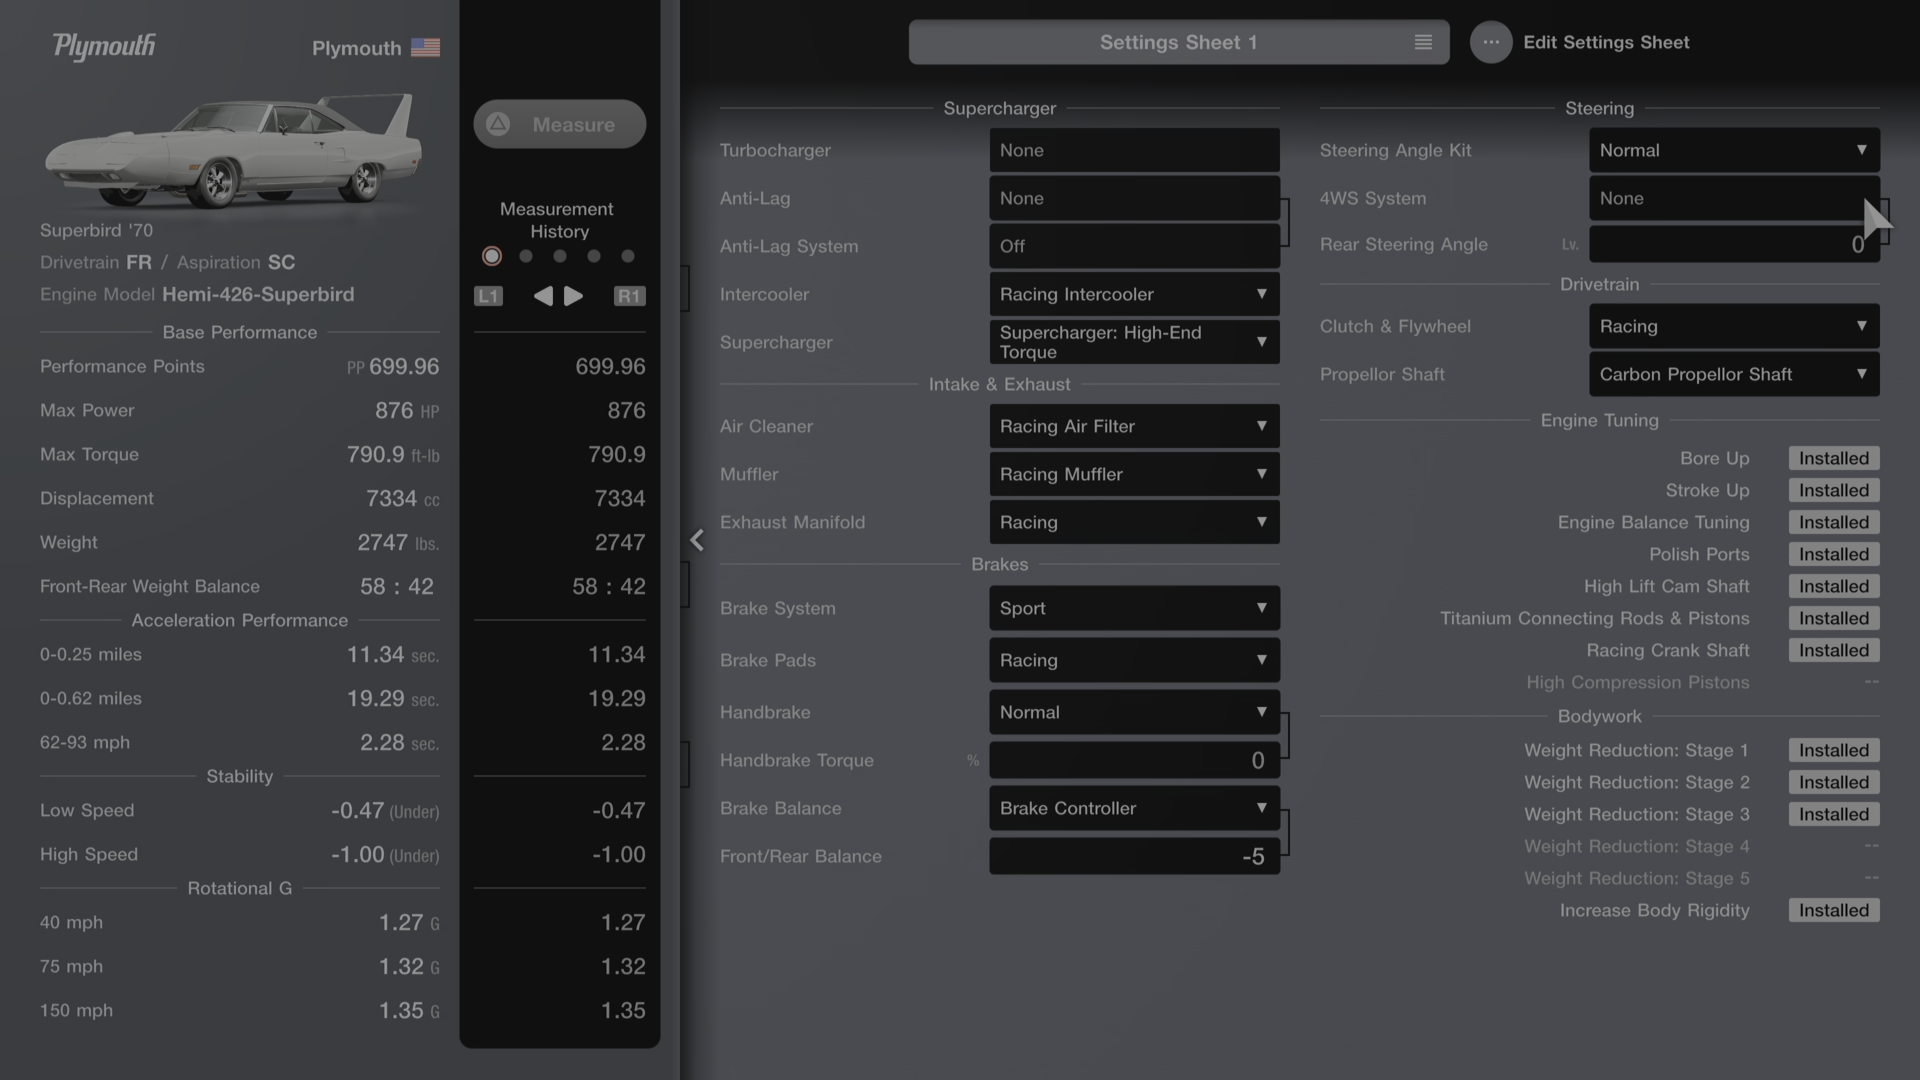 Plymouth
Plymouth
Superbird '70
Drivetrain FR / Aspiration SC
Engine Model Hemi-426-Superbird
Base Performance
Performance Points PP 699.96
Max Power 876 HP
Max Torque 790.9 ft-lb
Displacement 7334 cc
Weight 2747 lbs.
Front-Rear Weight Balance 58 : 42
Acceleration Performance
0-0.25 miles 11.34 sec.
0-0.62 miles 19.29 sec.
62-93 mph 2.28 sec.
Stability
Low Speed -0.47 (Under)
High Speed -1.00 (Under)
Rotational G
40 mph 1.27 G
75 mph 1.32 G
150 mph 1.35 G
Measure
Measurement
History
L1 R1
699.96
876
790.9
7334
2747
58 : 42
11.34
19.29
2.28
-0.47
-1.00
1.27
1.32
1.35
Settings Sheet 1
Edit Settings Sheet
Supercharger
Turbocharger None
Anti-Lag None
Anti-Lag System Off
Intercooler Racing Intercooler
Supercharger Supercharger: High-End
Torque
Intake & Exhaust
Air Cleaner Racing Air Filter
Muffler Racing Muffler
Exhaust Manifold Racing
Brakes
Brake System Sport
Brake Pads Racing
Handbrake Normal
Handbrake Torque % 0
Brake Balance Brake Controller
Front/Rear Balance -5
Steering
Steering Angle Kit Normal
4WS System None
Rear Steering Angle Lv. 0
Drivetrain
Clutch & Flywheel Racing
Propellor Shaft Carbon Propellor Shaft
Engine Tuning
Bore Up Installed
Stroke Up Installed
Engine Balance Tuning Installed
Polish Ports Installed
High Lift Cam Shaft Installed
Titanium Connecting Rods & Pistons Installed
Racing Crank Shaft Installed
High Compression Pistons --
Bodywork
Weight Reduction: Stage 1 Installed
Weight Reduction: Stage 2 Installed
Weight Reduction: Stage 3 Installed
Weight Reduction: Stage 4 --
Weight Reduction: Stage 5 --
Increase Body Rigidity Installed